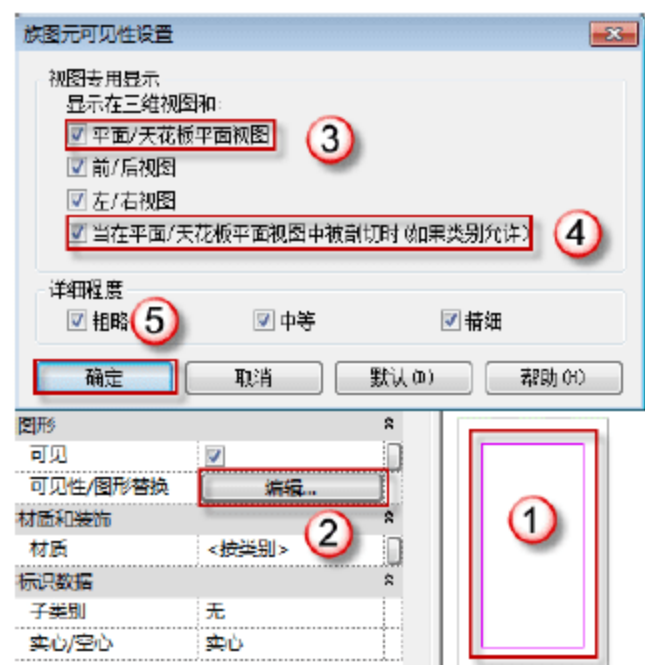 族图元可见性设置
视图专用显示
显示在三维视图和:
平面/天花板平面视图
3
前/后视图
左/右视图
当在平面/天花板平面视图中被剖切时(如果类别允许)
4
详细程度
粗略
5
中等
精细
确定
取消
默认(D)
帮助(H)
图形
可见
可见性/图形替换
编辑...
2
材质和装饰
材质
<按类别>
标识数据
子类别
无
实心/空心
实心
1